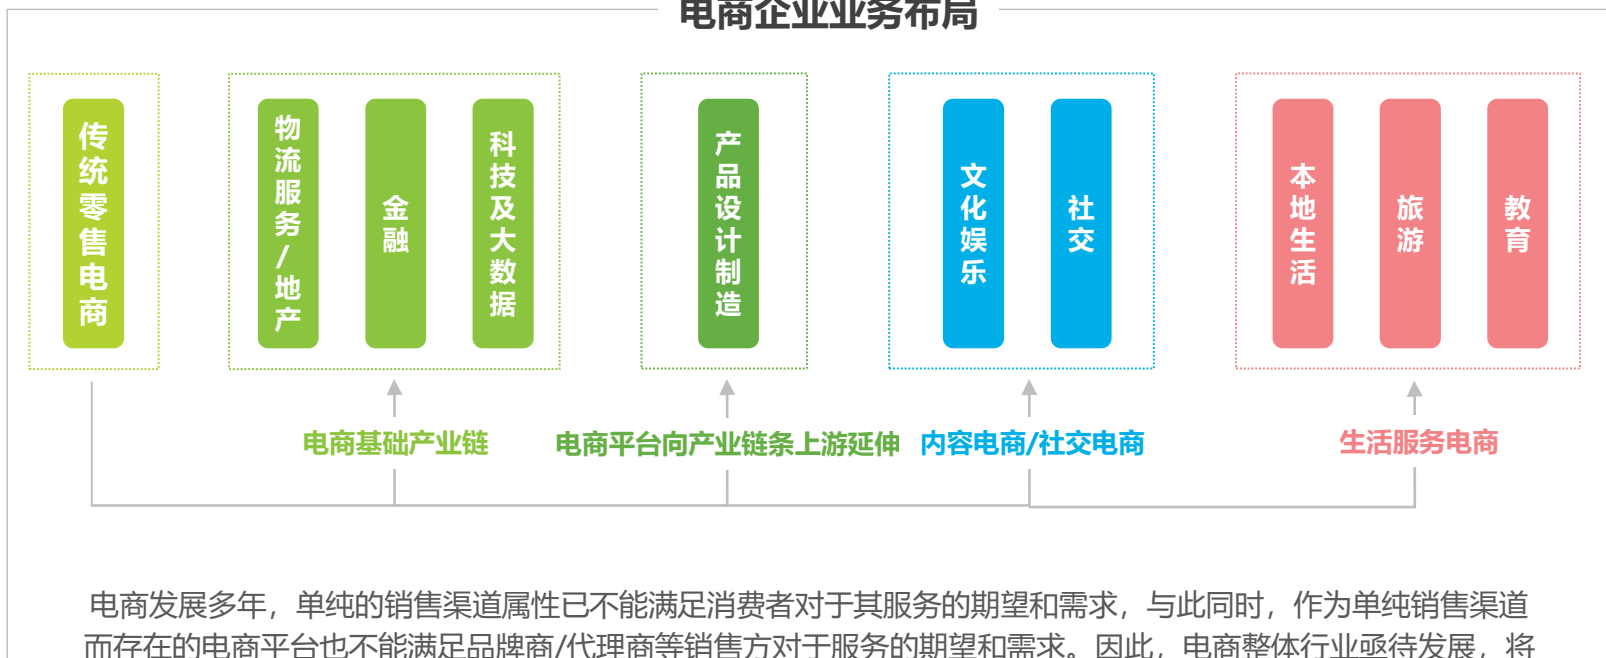 电商企业业务布局
传统零售电商
物流服务/地产
金融
科技及大数据
产品设计制造
文化娱乐
社交
本地生活
旅游
教育
电商基础产业链
电商平台向产业链条上游延伸
内容电商/社交电商
生活服务电商
电商发展多年，单纯的销售渠道属性已不能满足消费者对于其服务的期望和需求，与此同时，作为单纯销售渠道
而存在的电商平台也不能满足品牌商/代理商等销售方对于服务的期望和需求。因此，电商整体行业亟待发展，将